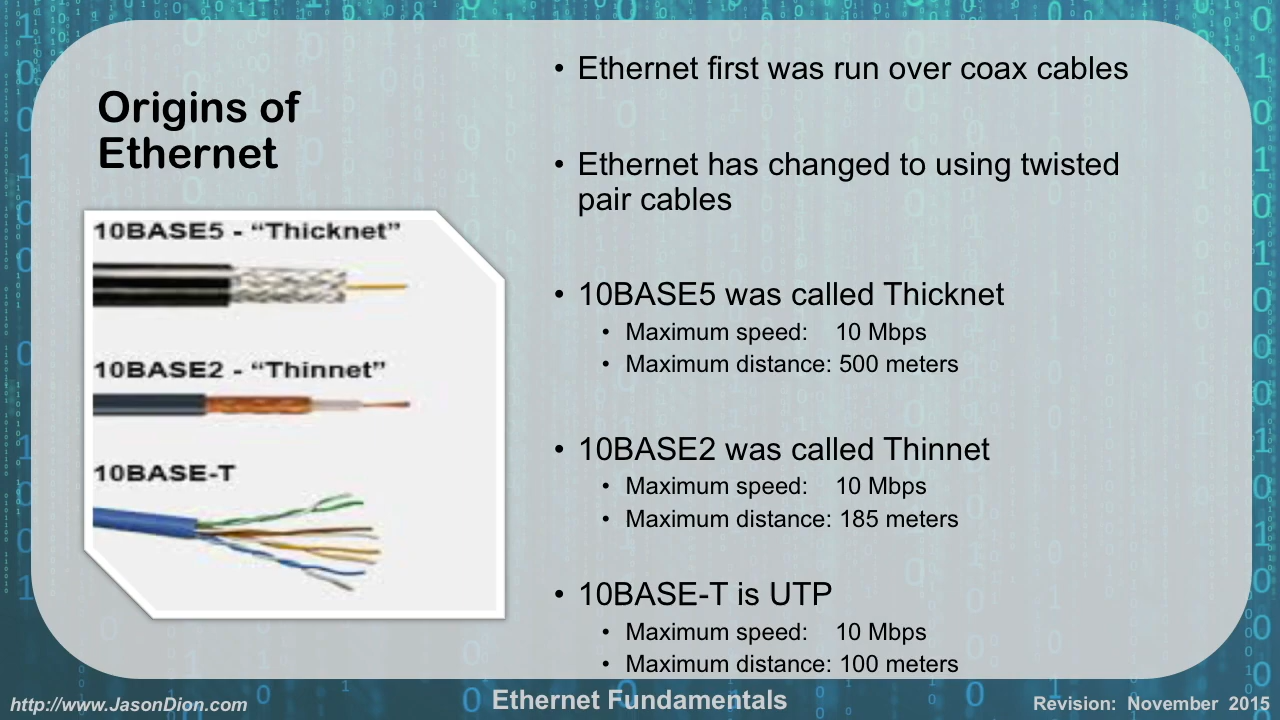 Origins of
Ethernet
10BASE5 - “Thicknet”
10BASE2 - “Thinnet”
10BASE-T
• Ethernet first was run over coax cables
• Ethernet has changed to using twisted
pair cables
• 10BASE5 was called Thicknet
• Maximum speed: 10 Mbps
• Maximum distance: 500 meters
• 10BASE2 was called Thinnet
• Maximum speed: 10 Mbps
• Maximum distance: 185 meters
• 10BASE-T is UTP
• Maximum speed: 10 Mbps
• Maximum distance: 100 meters
http://www.JasonDion.com
Ethernet Fundamentals
Revision: November 2015